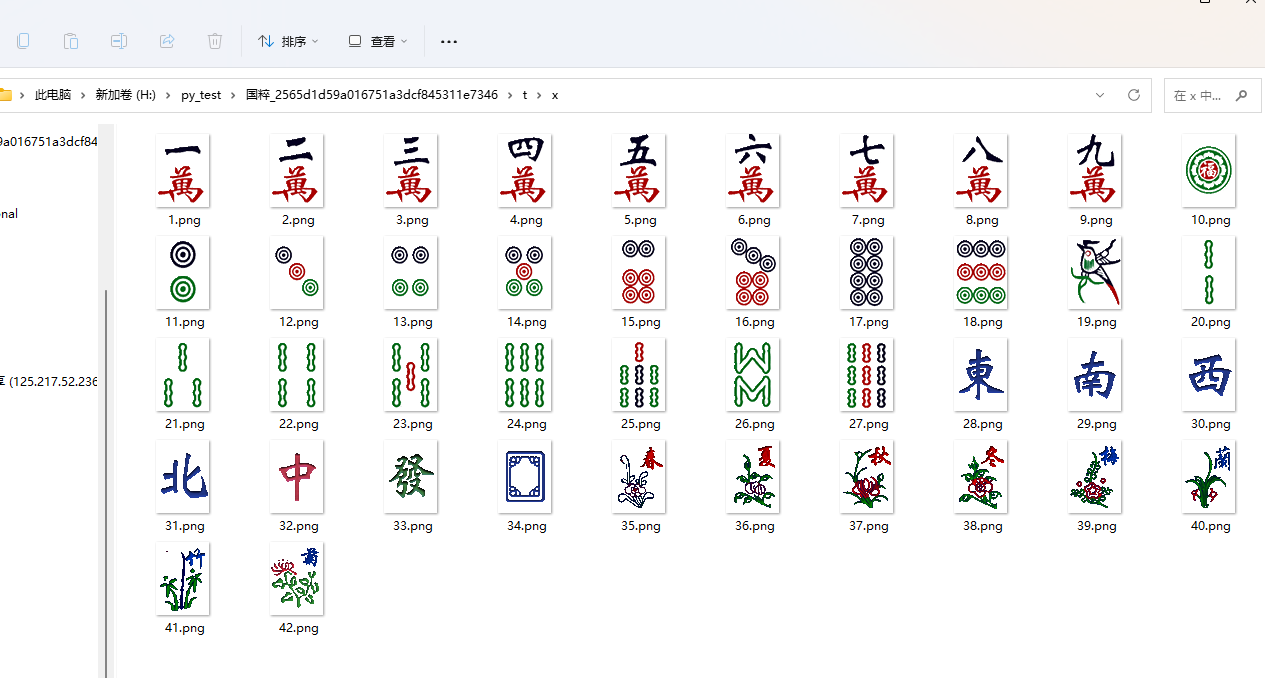 排序
查看
此电脑 > 新加卷 (H:) > py_test > 国粹_2565d1d59a016751a3dcf845311e7346 > t > x
在 x 中...
9a016751a3dcf84
onal
享 (125.217.52.236
一 二 三 四 五 六 七 八 九 福
萬 萬 萬 萬 萬 萬 萬 萬 萬
1.png 2.png 3.png 4.png 5.png 6.png 7.png 8.png 9.png 10.png
11.png 12.png 13.png 14.png 15.png 16.png 17.png 18.png 19.png 20.png
東 南 西
21.png 22.png 23.png 24.png 25.png 26.png 27.png 28.png 29.png 30.png
北 中 發 春 夏 秋 冬 梅 蘭
31.png 32.png 33.png 34.png 35.png 36.png 37.png 38.png 39.png 40.png
竹 菊
41.png 42.png